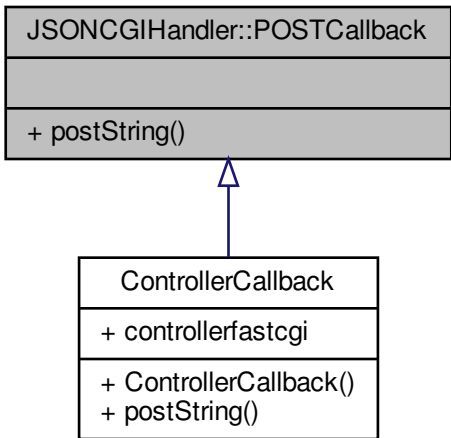 JSONCGIHandler::POSTCallback
+ postString()
ControllerCallback
+ controllerfastcgi
+ ControllerCallback()
+ postString()